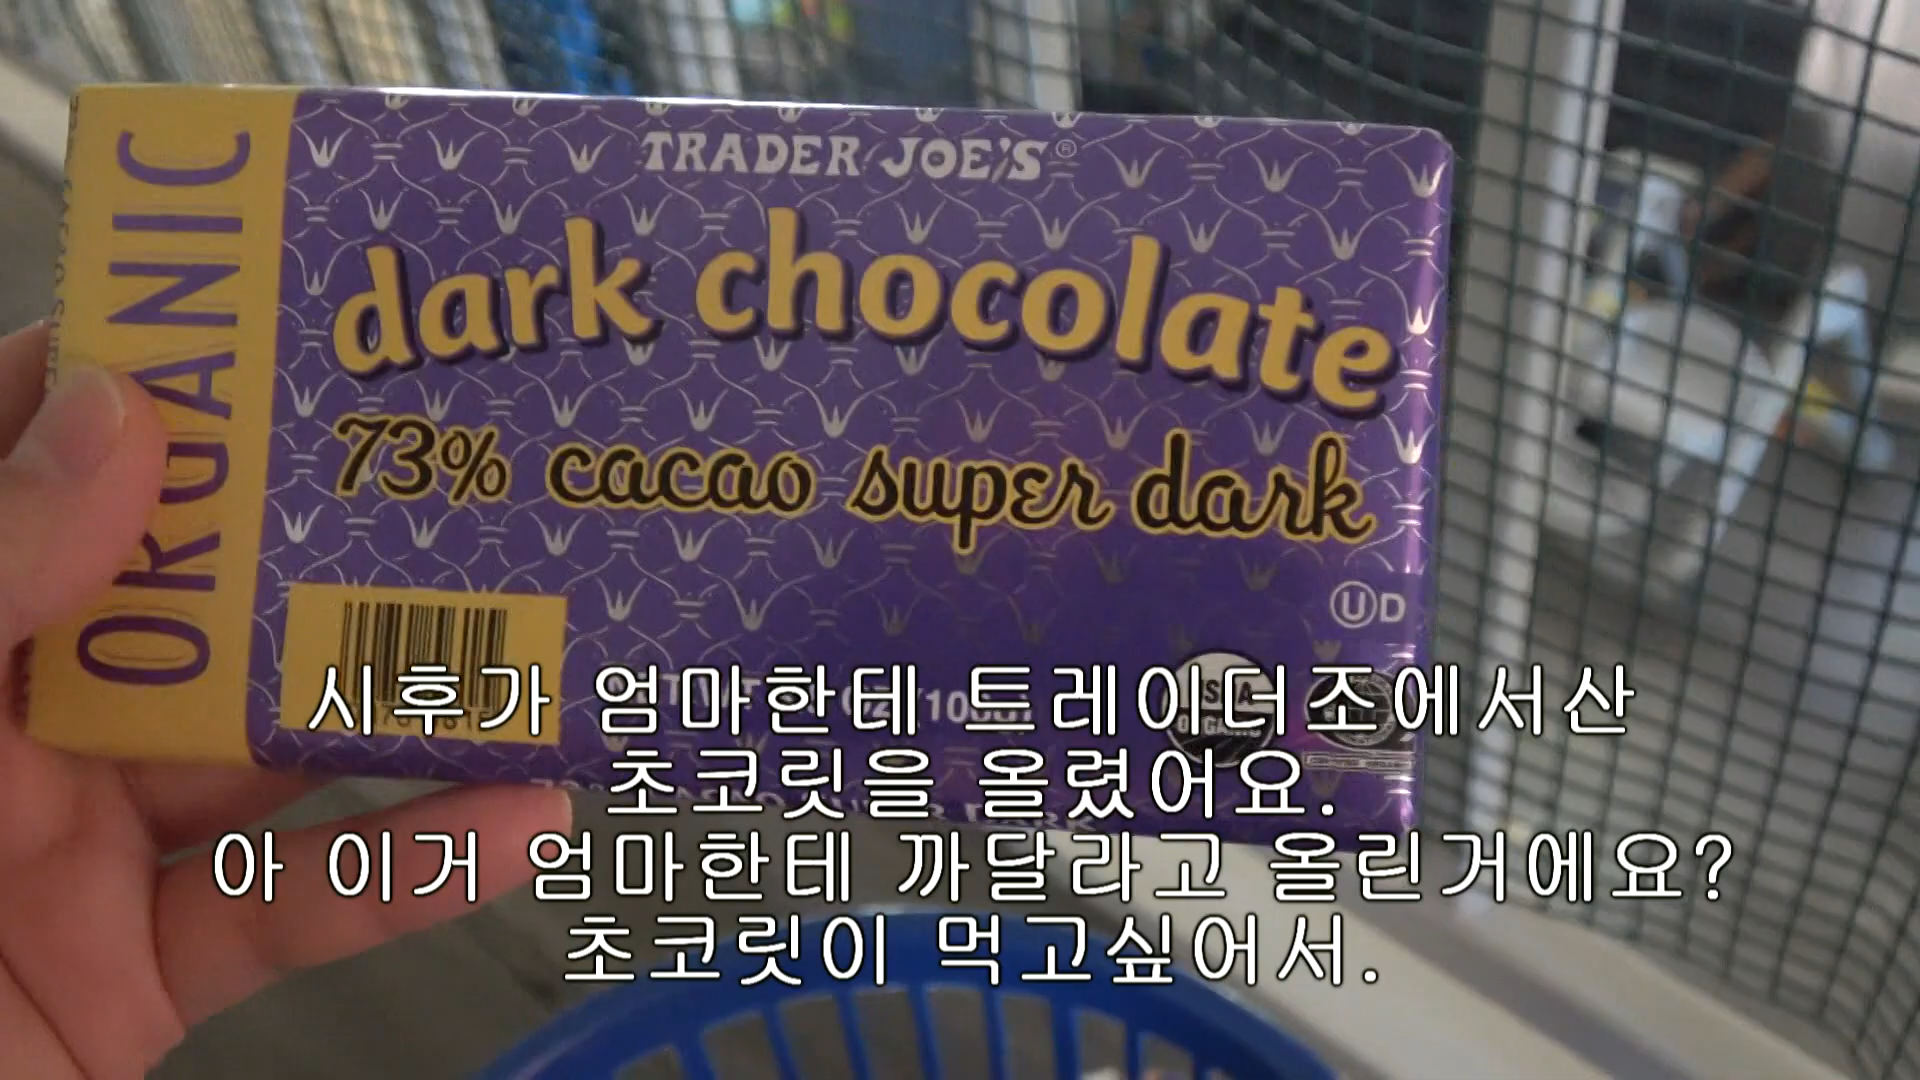 ORGANIC
TRADER JOE'S®
dark chocolate
73% cacao super dark
UD
시후가 엄마한테 트레이더조에서산
초코릿을 올렸어요.
아 이거 엄마한테 까달라고 올린거에요?
초코릿이 먹고싶어서.